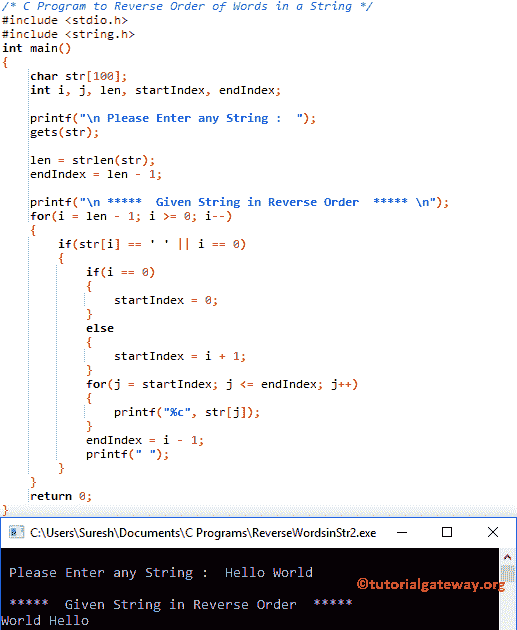 /* C Program to Reverse Order of Words in a String */
#include <stdio.h>
#include <string.h>
int main()
{
    char str[100];
    int i, j, len, startIndex, endIndex;

    printf("\n Please Enter any String :  ");
    gets(str);

    len = strlen(str);
    endIndex = len - 1;

    printf("\n *****  Given String in Reverse Order  ***** \n");
    for(i = len - 1; i >= 0; i--)
    {
        if(str[i] == ' ' || i == 0)
        {
            if(i == 0)
            {
                startIndex = 0;
            }
            else
            {
                startIndex = i + 1;
            }
            for(j = startIndex; j <= endIndex; j++)
            {
                printf("%c", str[j]);
            }
            endIndex = i - 1;
            printf(" ");
        }
    }
    return 0;
}
C:\Users\Suresh\Documents\C Programs\ReverseWordsinStr2.exe
Please Enter any String :  Hello World
©tutorialgateway.org
*****  Given String in Reverse Order  *****
World Hello